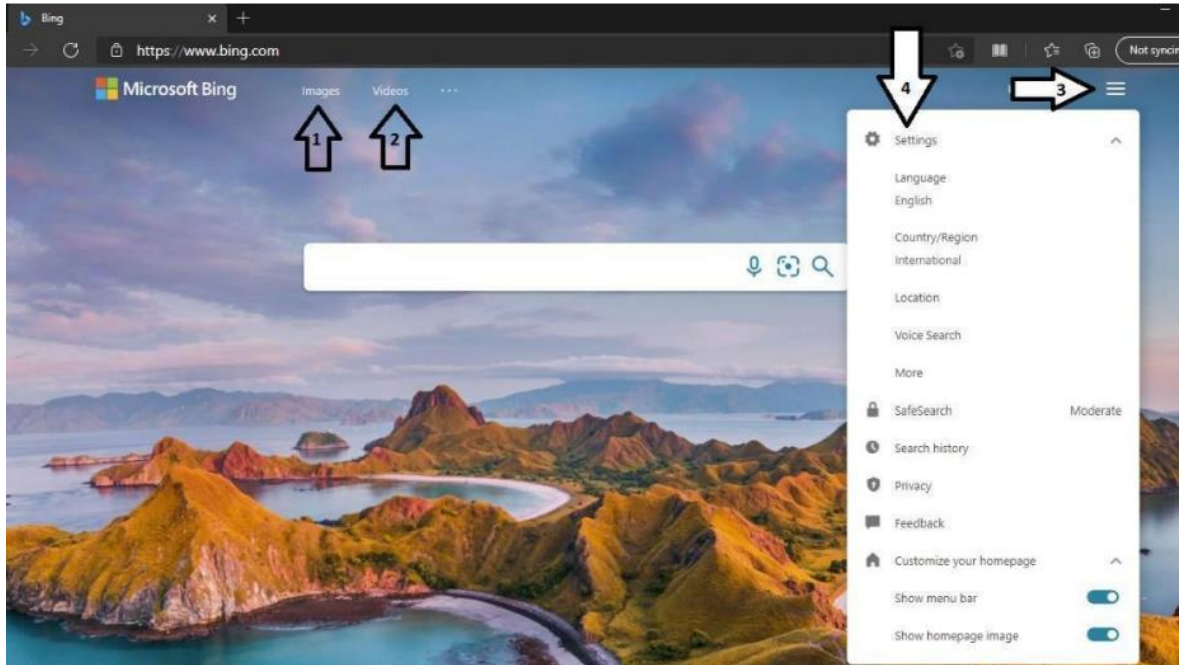 Bing
https://www.bing.com
Not syncin
Microsoft Bing Images Videos ...
1 2 3 4
Settings
Language
English
Country/Region
International
Location
Voice Search
More
SafeSearch Moderate
Search history
Privacy
Feedback
Customize your homepage
Show menu bar
Show homepage image